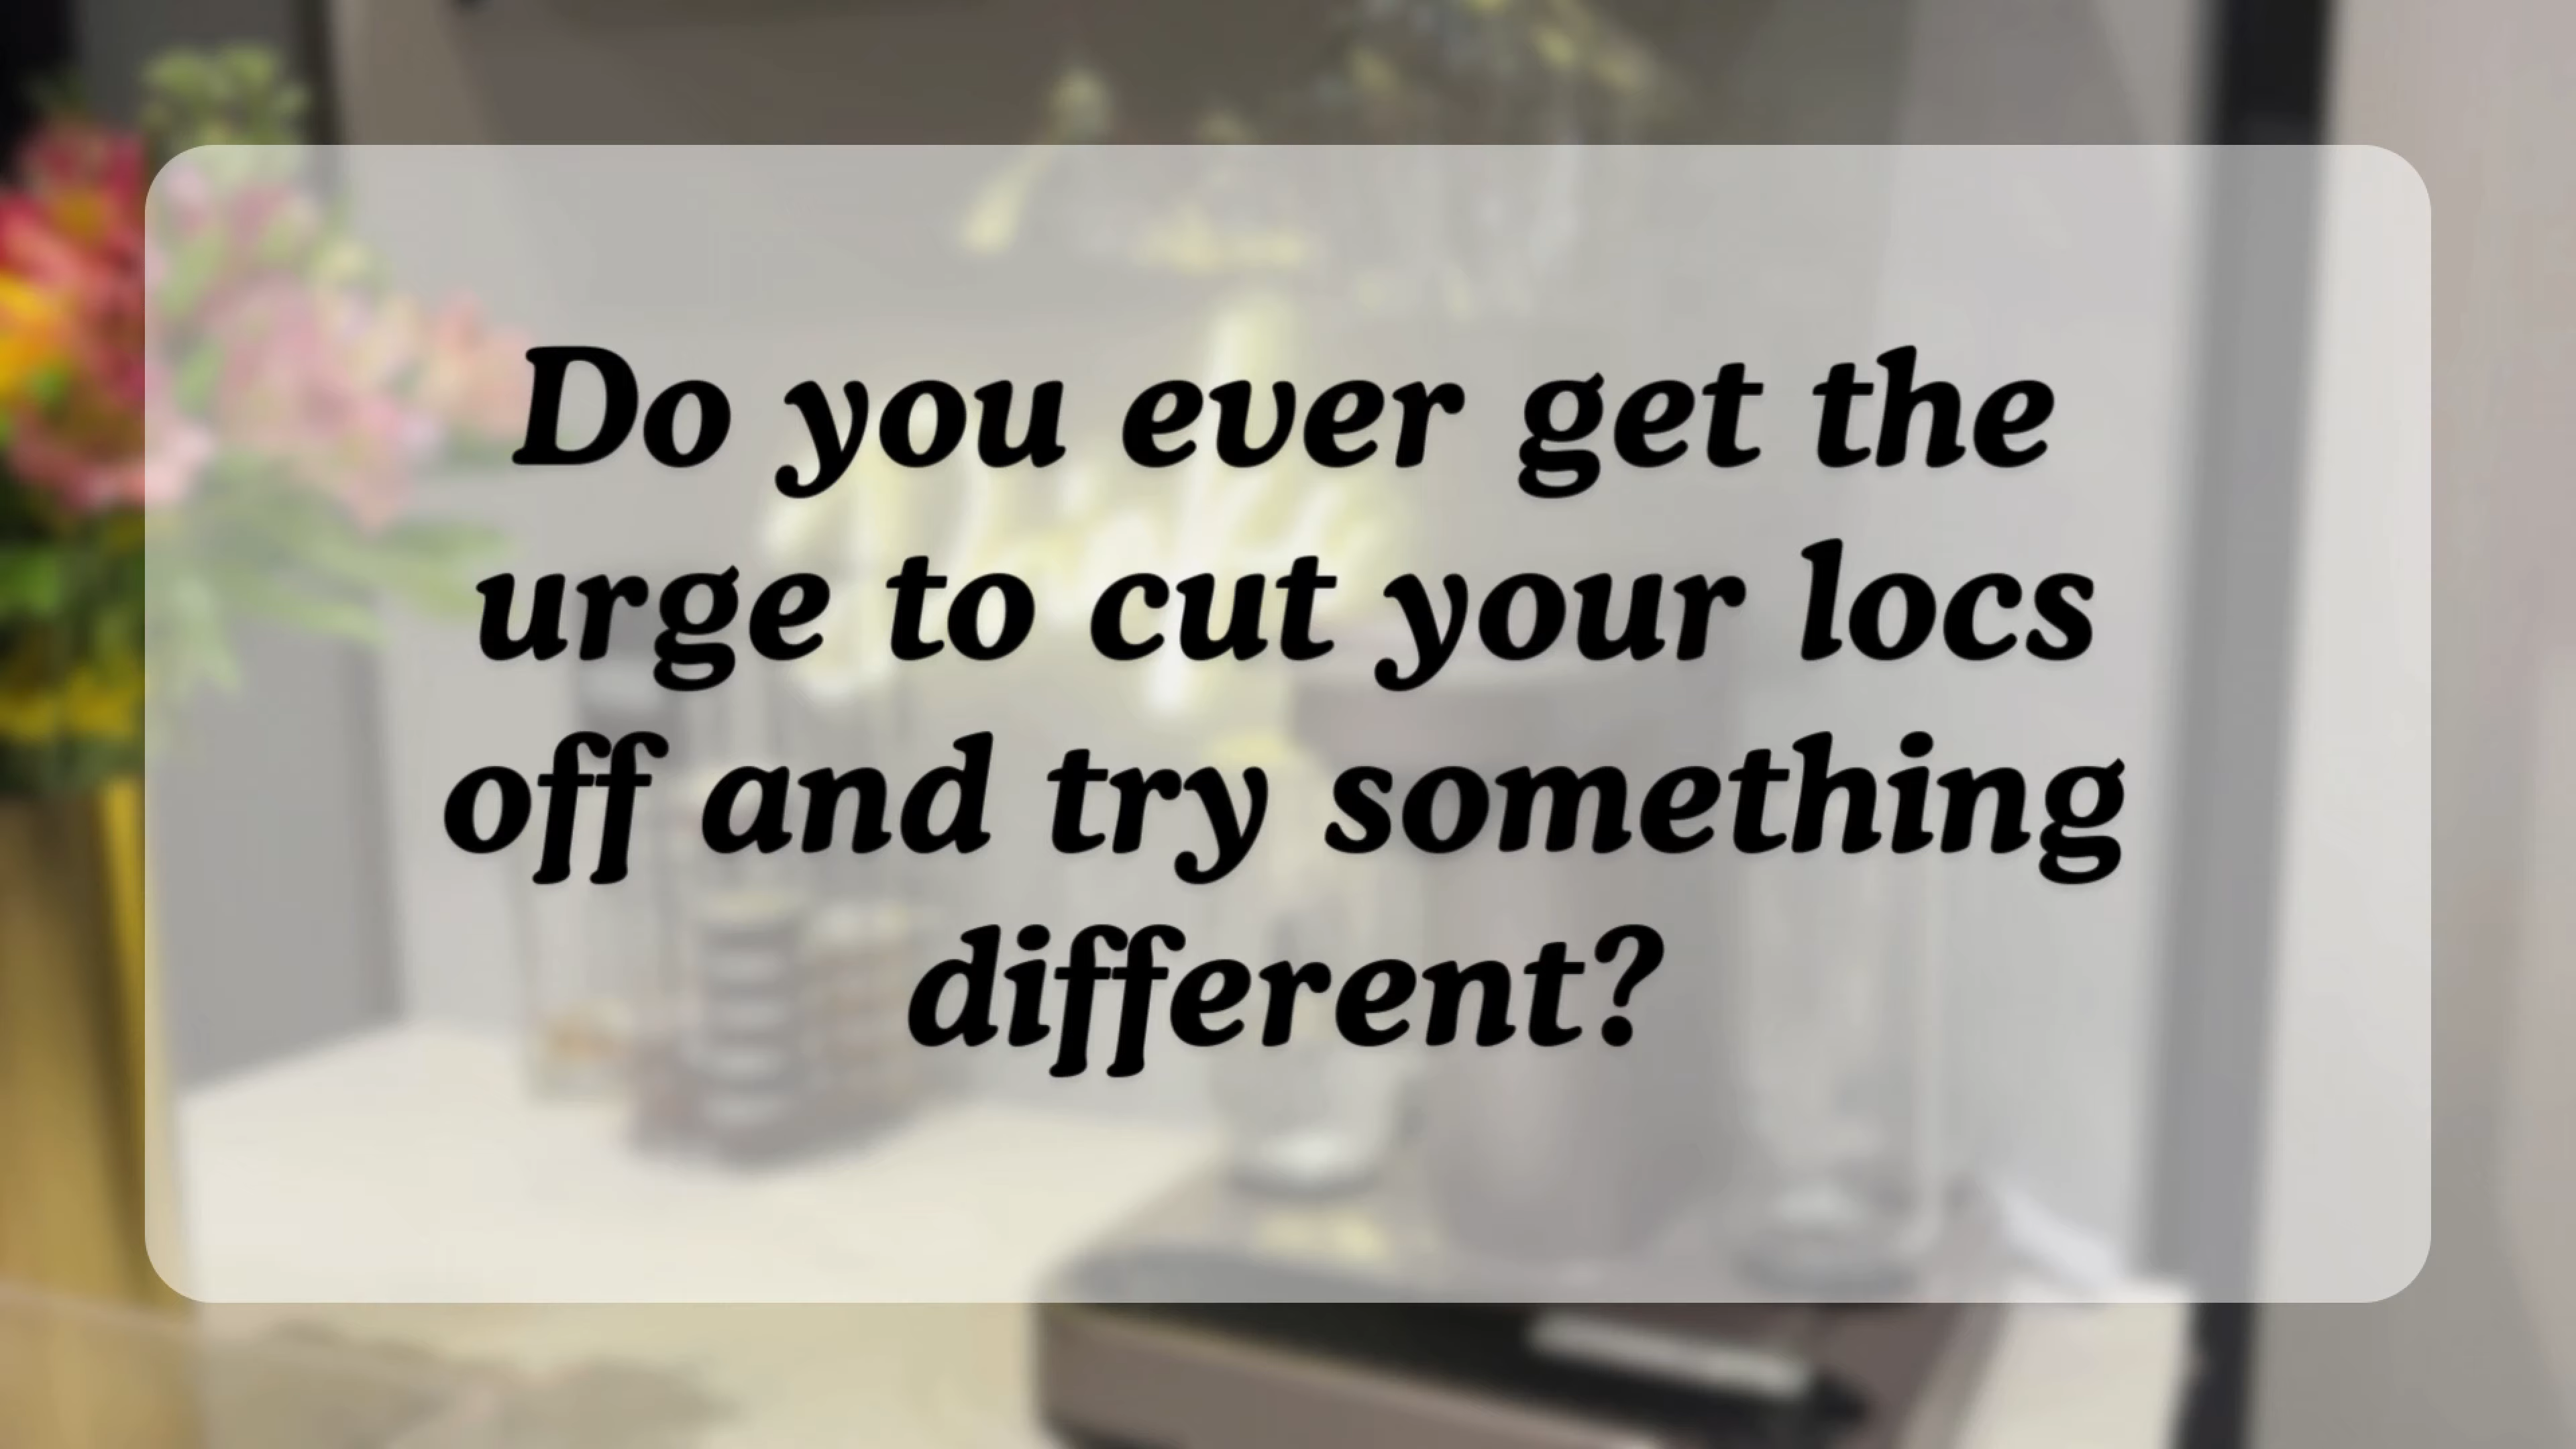 Do you ever get the
urge to cut your locs
off and try something
different?